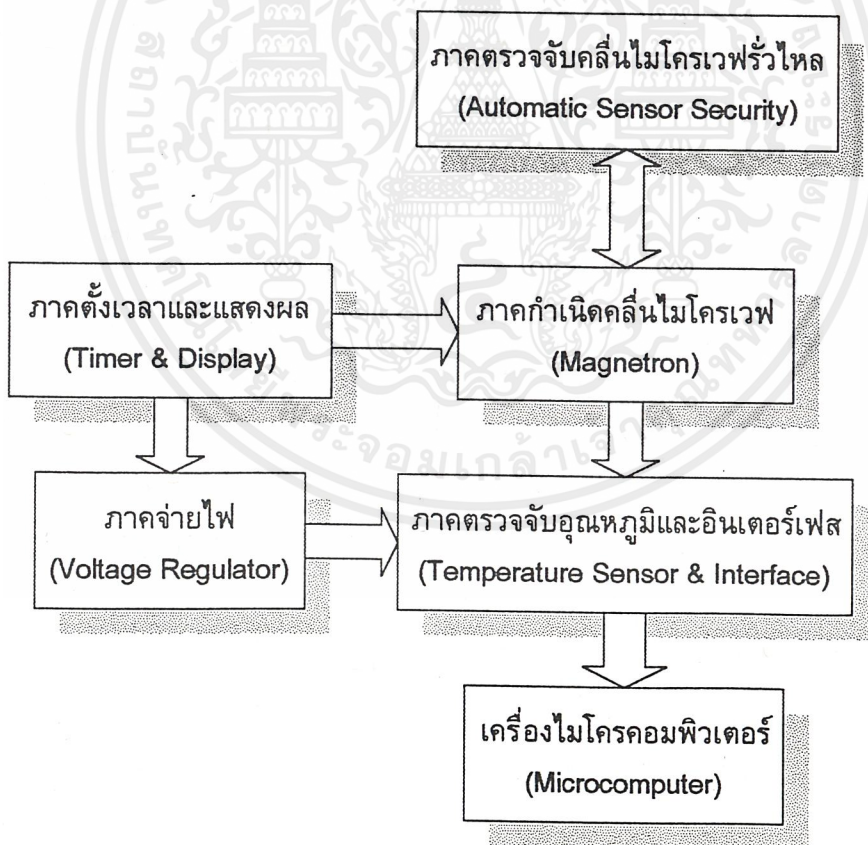 ภาคตรวจจับคลื่นไมโครเวฟรั่วไหล
(Automatic Sensor Security)
ภาคตั้งเวลาและแสดงผล
(Timer & Display)
ภาคกำเนิดคลื่นไมโครเวฟ
(Magnetron)
ภาคจ่ายไฟ
(Voltage Regulator)
ภาคตรวจจับอุณหภูมิและอินเตอร์เฟส
(Temperature Sensor & Interface)
เครื่องไมโครคอมพิวเตอร์
(Microcomputer)